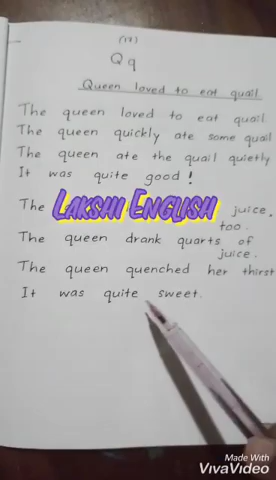 (17)
Qq
Queen loved to eat quail
The queen loved to eat quail
The queen quickly ate some quail
The queen ate the quail quietly
It was quite good !
The LAKSHI ENGLISH juice,
too.
The queen drank quarts of
juice.
The queen quenched her thirst
It was quite sweet.
Made With
VivaVideo